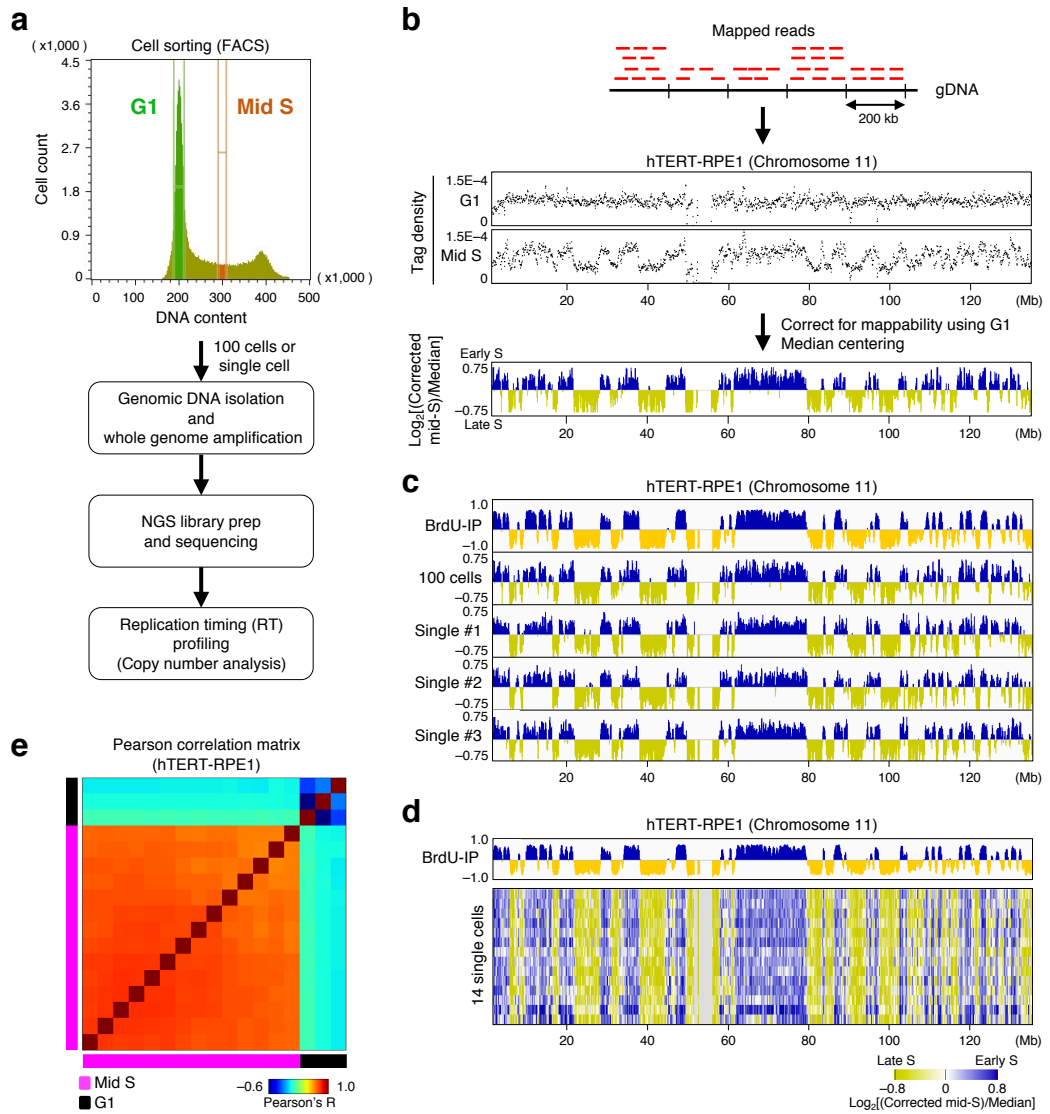 a
( x1,000 )
Cell sorting (FACS)
4.5
3.6
2.7
1.8
0.9
0
Cell count
G1
Mid S
( x1,000 )
0 100 200 300 400 500
DNA content
100 cells or
single cell
Genomic DNA isolation
and
whole genome amplification
NGS library prep
and sequencing
Replication timing (RT)
profiling
(Copy number analysis)
b
Mapped reads
gDNA
200 kb
hTERT-RPE1 (Chromosome 11)
Tag density
1.5E–4
G1
0
1.5E–4
Mid S
0
20 40 60 80 100 120 (Mb)
Correct for mappability using G1
Median centering
Log2[(Corrected
mid-S)/Median]
Early S
0.75
–0.75
Late S
20 40 60 80 100 120 (Mb)
c
hTERT-RPE1 (Chromosome 11)
1.0
BrdU-IP
–1.0
0.75
100 cells
–0.75
0.75
Single #1
–0.75
0.75
Single #2
–0.75
0.75
Single #3
–0.75
20 40 60 80 100 120 (Mb)
d
hTERT-RPE1 (Chromosome 11)
1.0
BrdU-IP
–1.0
14 single cells
20 40 60 80 100 120 (Mb)
Late S Early S
–0.8 0 0.8
Log2[(Corrected mid-S)/Median]
e
Pearson correlation matrix
(hTERT-RPE1)
Mid S
G1
–0.6 1.0
Pearson's R